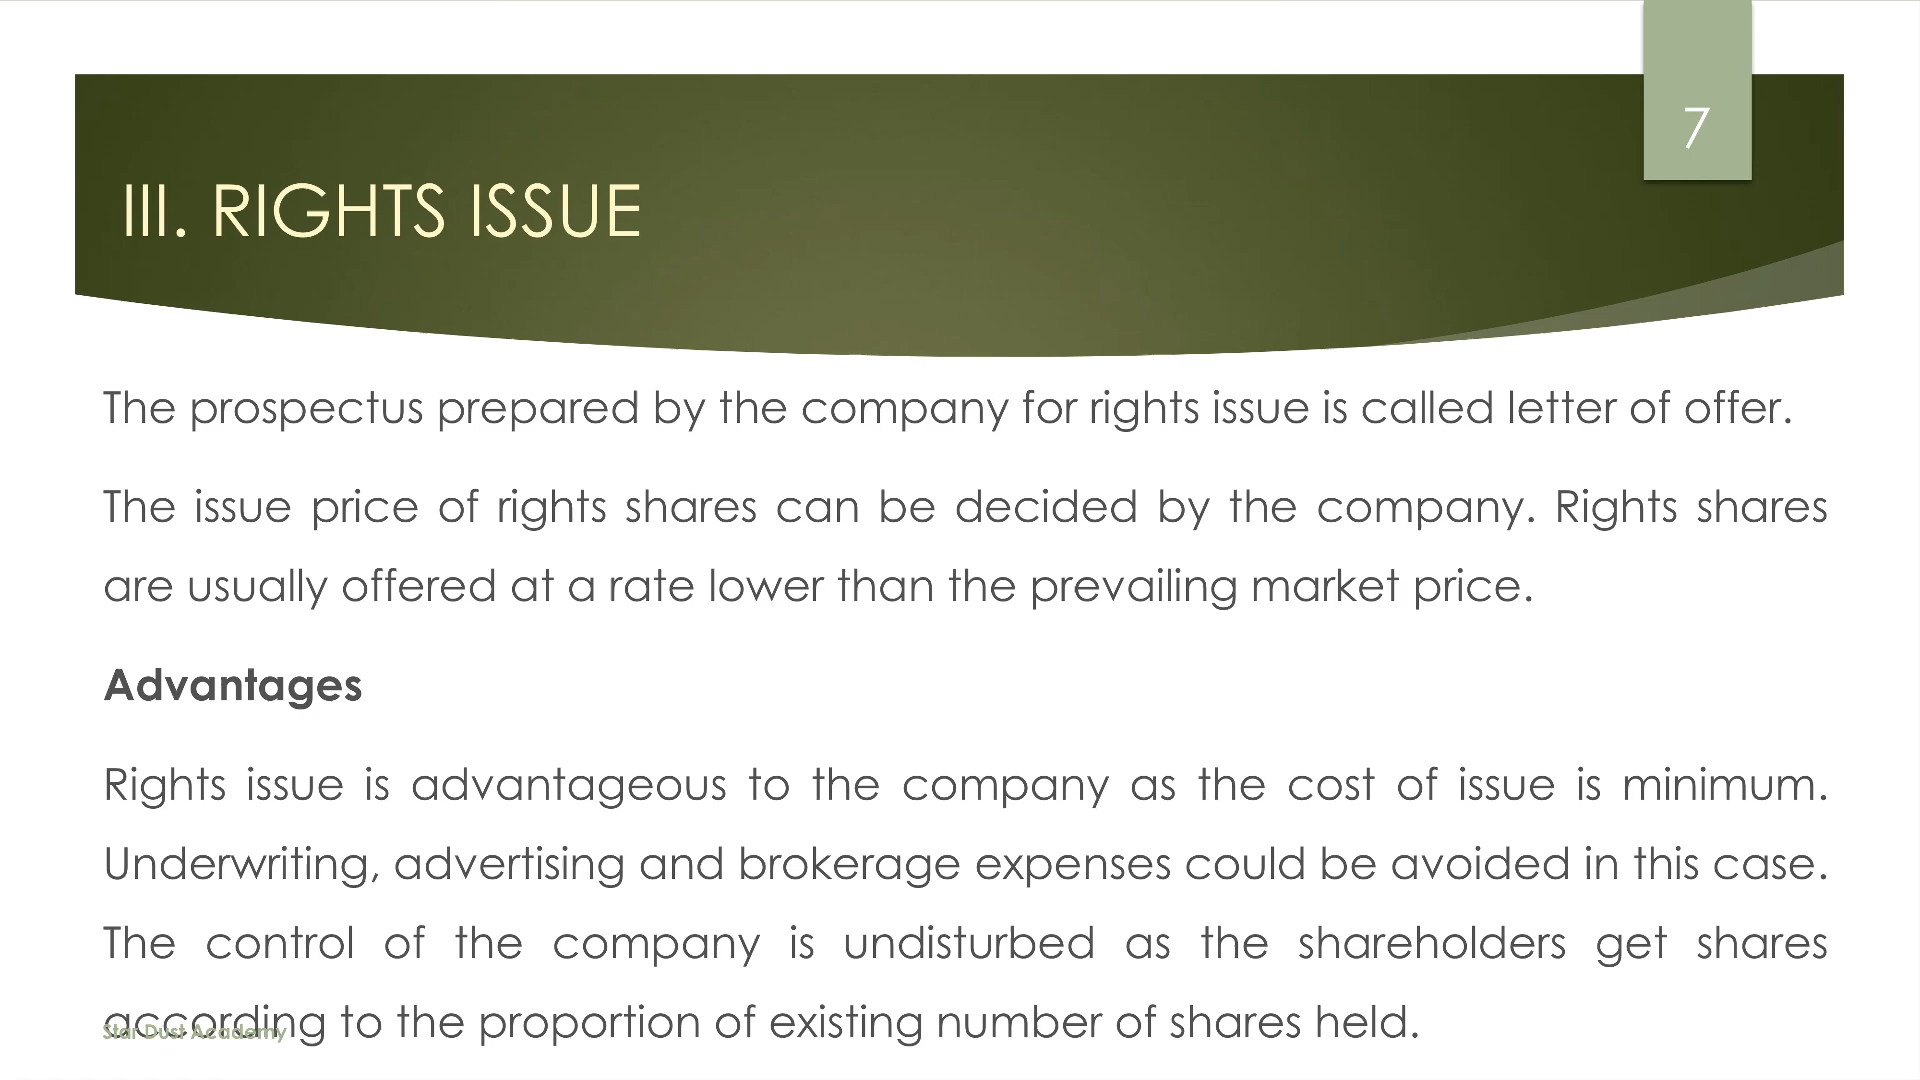 7
III. RIGHTS ISSUE
The prospectus prepared by the company for rights issue is called letter of offer.
The issue price of rights shares can be decided by the company. Rights shares
are usually offered at a rate lower than the prevailing market price.
Advantages
Rights issue is advantageous to the company as the cost of issue is minimum.
Underwriting, advertising and brokerage expenses could be avoided in this case.
The control of the company is undisturbed as the shareholders get shares
according to the proportion of existing number of shares held.
Star Dust Academy